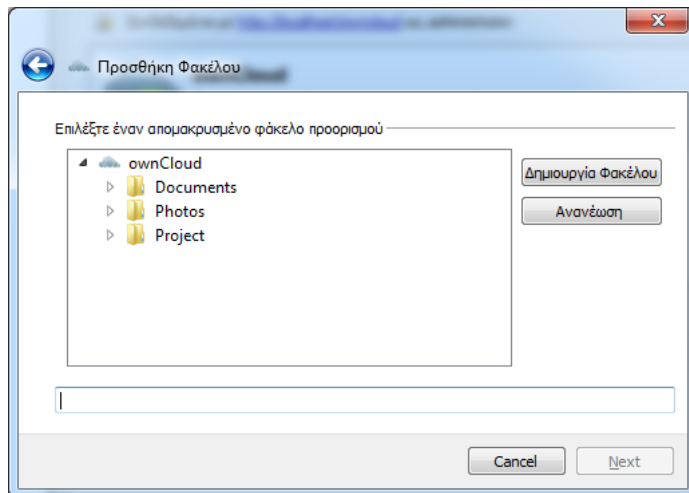 Προσθήκη Φακέλου
Επιλέξτε έναν απομακρυσμένο φάκελο προορισμού
ownCloud
Documents
Photos
Project
Δημιουργία Φακέλου
Ανανέωση
Cancel
Next